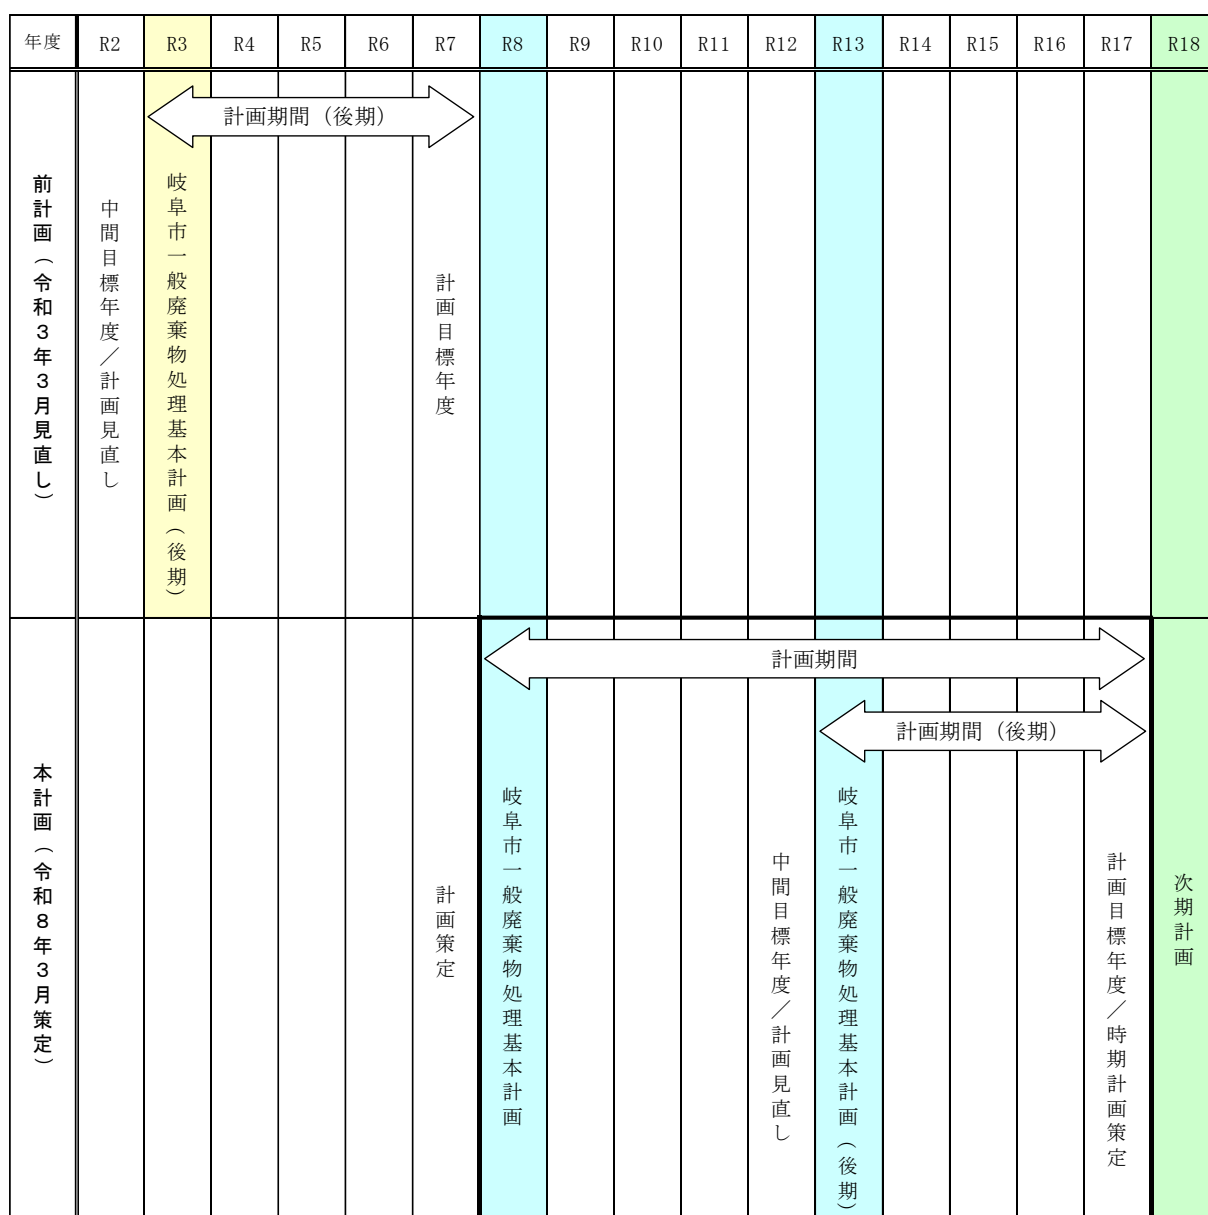 年度 R2 R3 R4 R5 R6 R7 R8 R9 R10 R11 R12 R13 R14 R15 R16 R17 R18
前計画（令和３年３月見直し）
計画期間（後期）
中間目標年度／計画見直し
岐阜市一般廃棄物処理基本計画（後期）
計画目標年度
本計画（令和８年３月策定）
計画期間
計画期間（後期）
計画策定
岐阜市一般廃棄物処理基本計画
中間目標年度／計画見直し
岐阜市一般廃棄物処理基本計画（後期）
計画目標年度／時期計画策定
次期計画